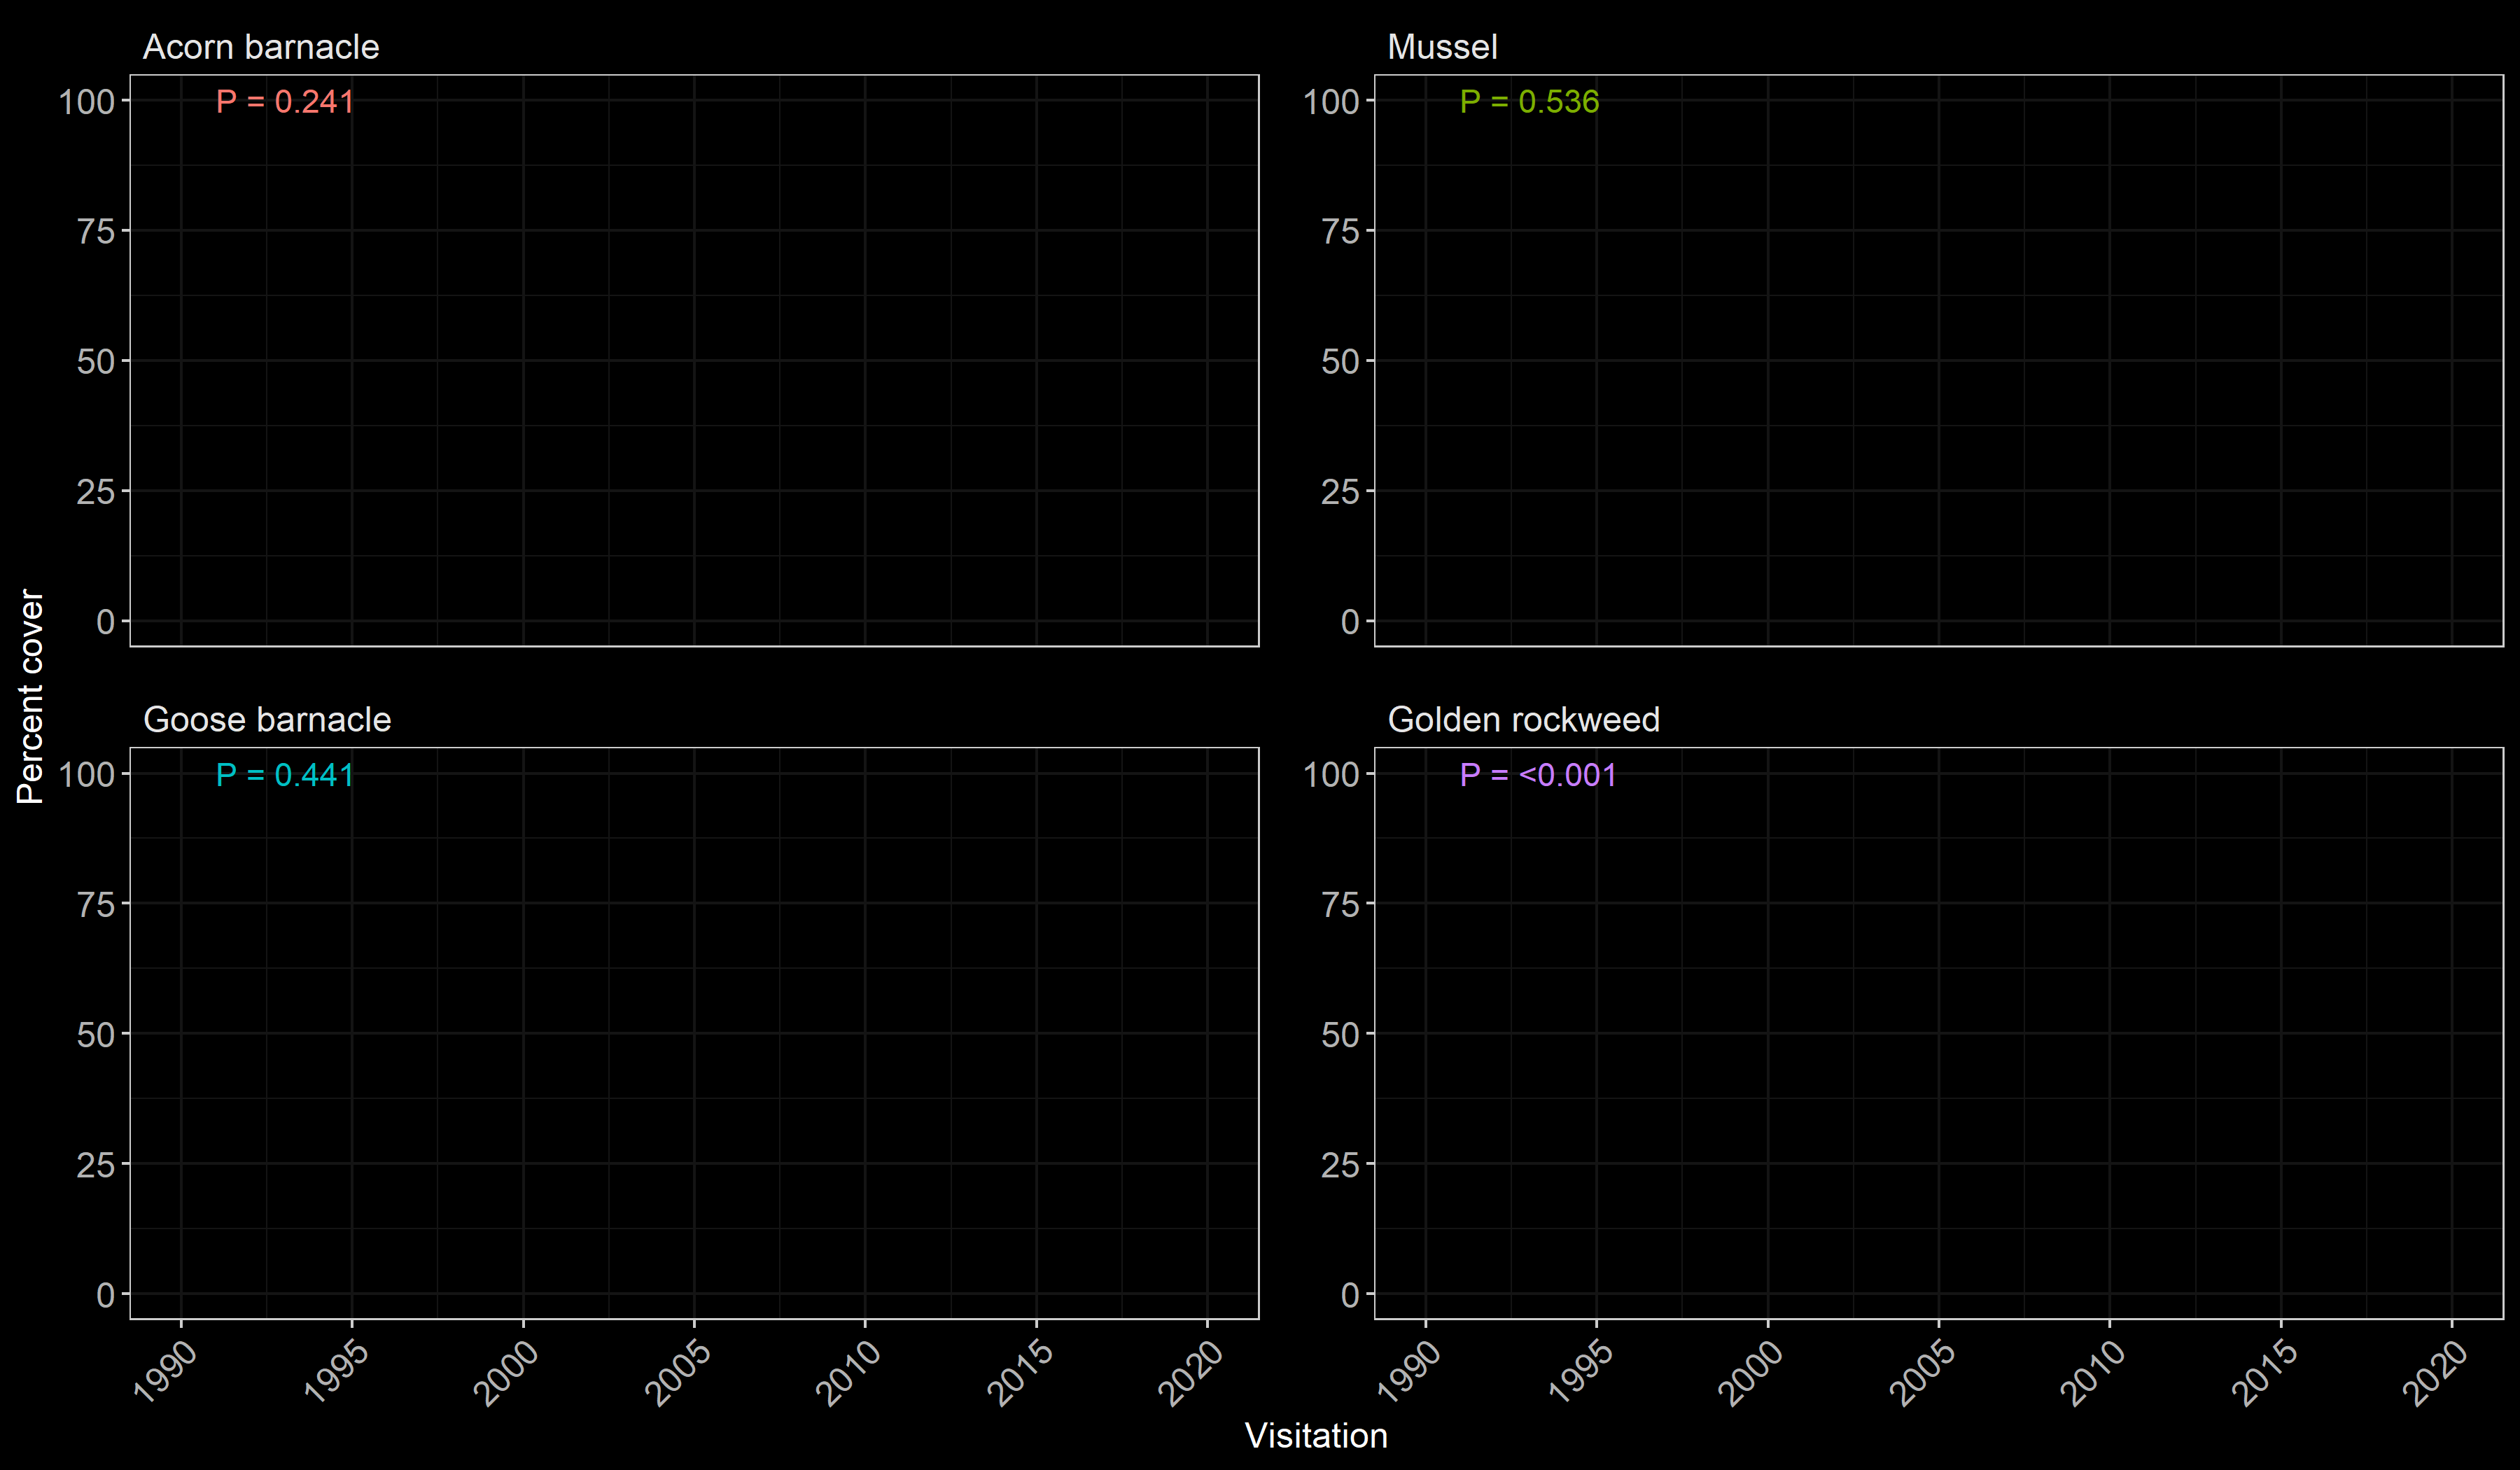 Acorn barnacle
Mussel
100
P = 0.241
75
50
25
0
100
P = 0.536
75
50
25
0
Percent cover
Goose barnacle
Golden rockweed
100
P = 0.441
75
50
25
0
100
P = <0.001
75
50
25
0
1990 1995 2000 2005 2010 2015 2020
1990 1995 2000 2005 2010 2015 2020
Visitation